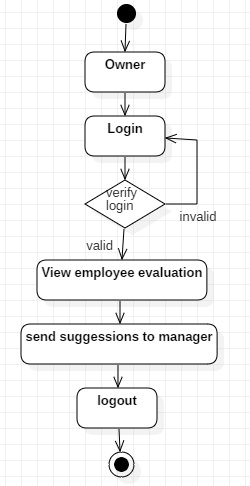 Owner
Login
verify
login
invalid
valid
View employee evaluation
send suggessions to manager
logout